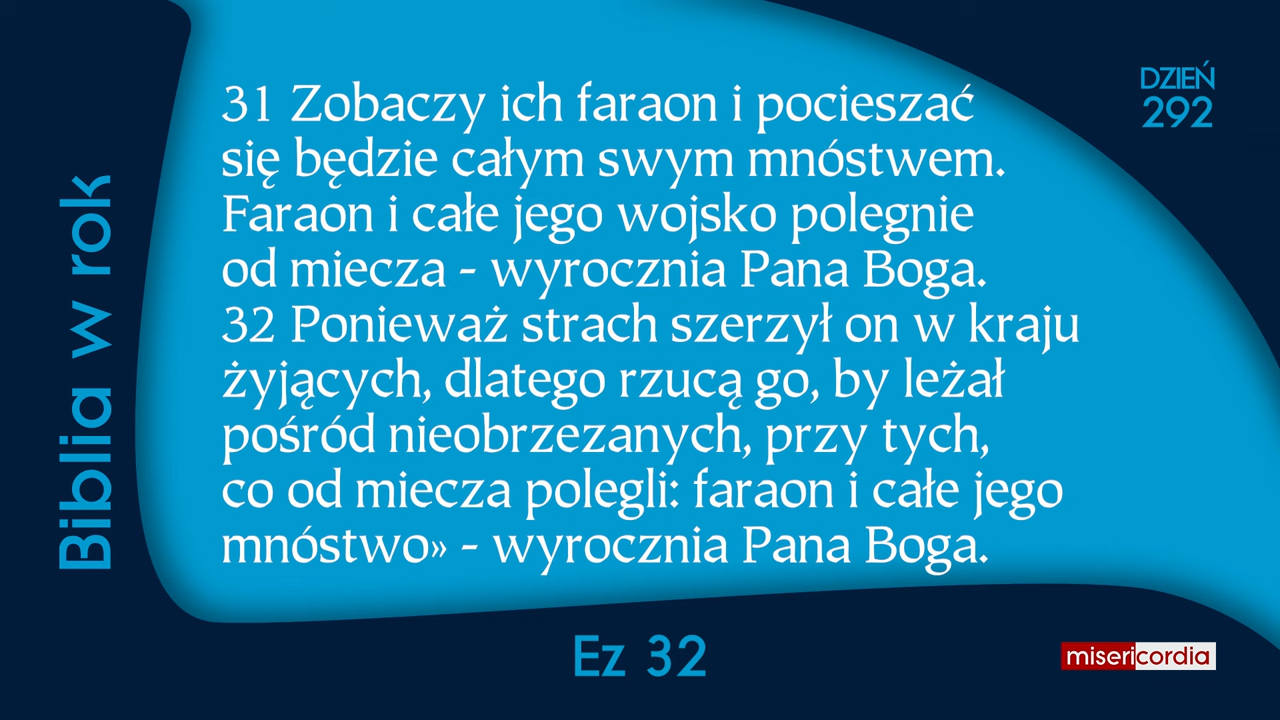 Biblia w rok
DZIEŃ
292
31 Zobaczy ich faraon i pocieszać
się będzie całym swym mnóstwem.
Faraon i całe jego wojsko polegnie
od miecza - wyrocznia Pana Boga.
32 Ponieważ strach szerzył on w kraju
żyjących, dlatego rzucą go, by leżał
pośród nieobrzezanych, przy tych,
co od miecza polegli: faraon i całe jego
mnóstwo» - wyrocznia Pana Boga.
Ez 32
misericordia